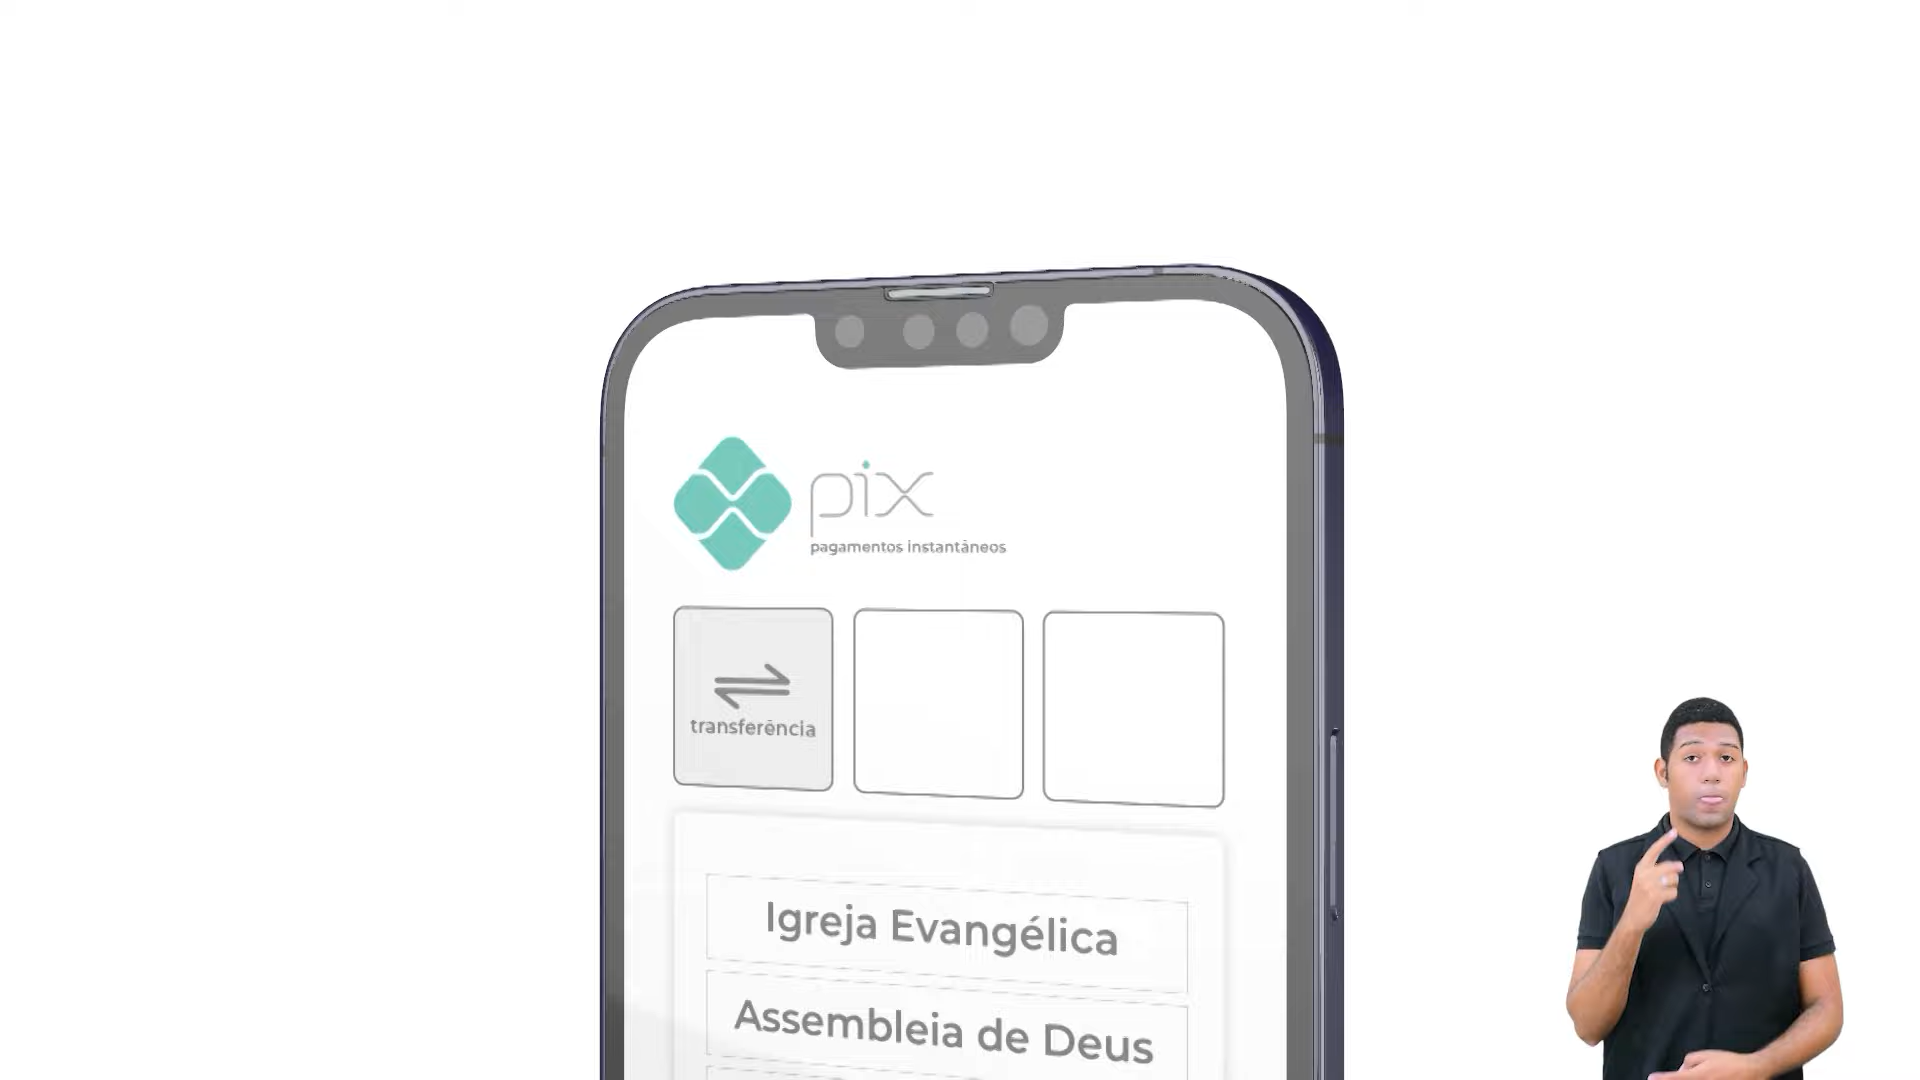 pix
pagamentos instantâneos
transferência
Igreja Evangélica
Assembleia de Deus